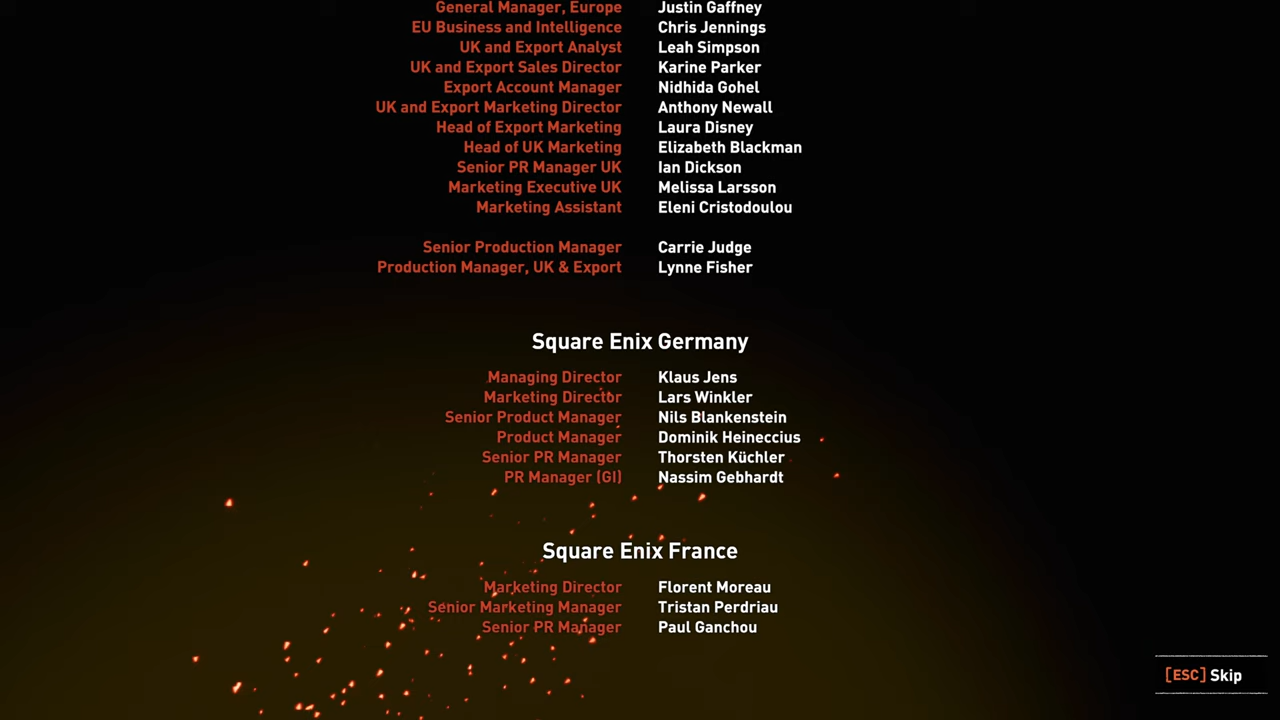 General Manager, Europe Justin Gaffney
EU Business and Intelligence Chris Jennings
UK and Export Analyst Leah Simpson
UK and Export Sales Director Karine Parker
Export Account Manager Nidhida Gohel
UK and Export Marketing Director Anthony Newall
Head of Export Marketing Laura Disney
Head of UK Marketing Elizabeth Blackman
Senior PR Manager UK Ian Dickson
Marketing Executive UK Melissa Larsson
Marketing Assistant Eleni Cristodoulou
Senior Production Manager Carrie Judge
Production Manager, UK & Export Lynne Fisher
Square Enix Germany
Managing Director Klaus Jens
Marketing Director Lars Winkler
Senior Product Manager Nils Blankenstein
Product Manager Dominik Heineccius
Senior PR Manager Thorsten Küchler
PR Manager (GI) Nassim Gebhardt
Square Enix France
Marketing Director Florent Moreau
Senior Marketing Manager Tristan Perdriau
Senior PR Manager Paul Ganchou
[ESC] Skip